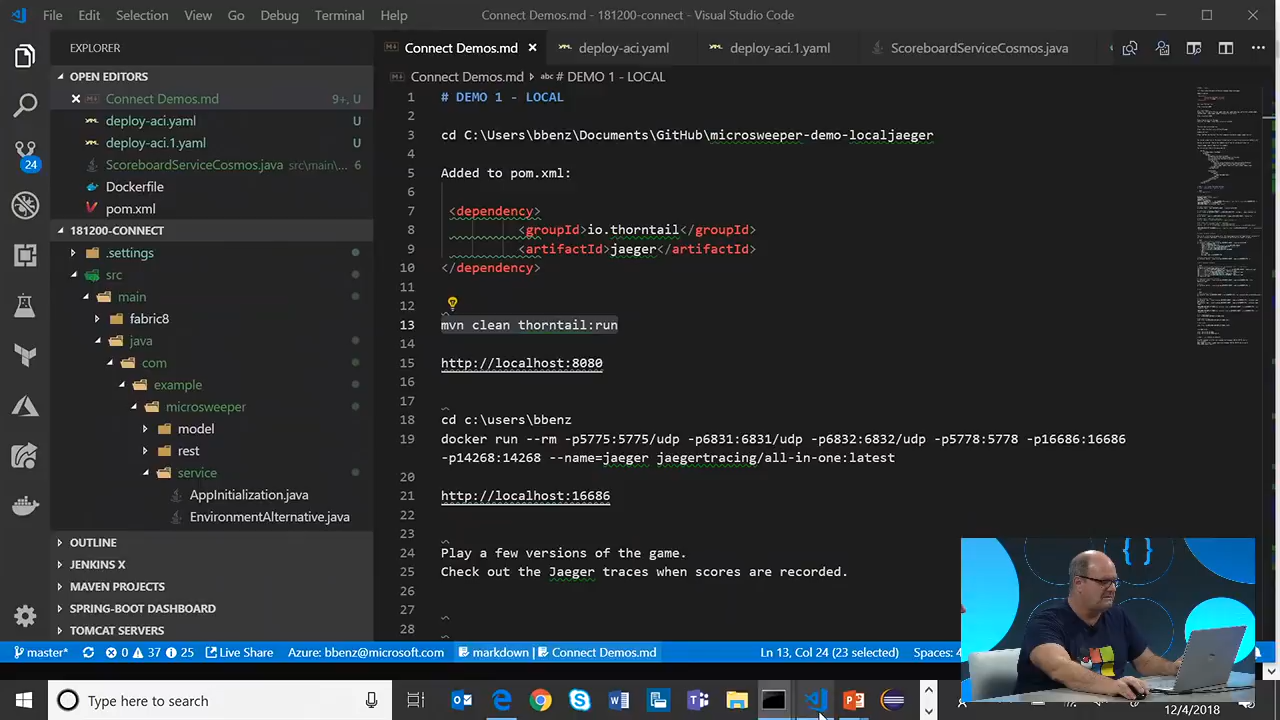 File Edit Selection View Go Debug Terminal Help Connect Demos.md - 181200-connect - Visual Studio Code
EXPLORER
Connect Demos.md deploy-aci.yaml deploy-aci.1.yaml ScoreboardServiceCosmos.java
OPEN EDITORS
Connect Demos.md › # DEMO 1 - LOCAL
Connect Demos.md 9+, U
deploy-aci.yaml U
deploy-aci.1.yaml U
ScoreboardServiceCosmos.java src\main\...
Dockerfile
pom.xml
181200-CONNECT
.settings
src
main
fabric8
java
com
example
microsweeper
model
rest
service
AppInitialization.java
EnvironmentAlternative.java
OUTLINE
JENKINS X
MAVEN PROJECTS
SPRING-BOOT DASHBOARD
TOMCAT SERVERS
24
1 # DEMO 1 - LOCAL
2
3 cd C:\Users\bbenz\Documents\GitHub\microsweeper-demo-localjaeger
4
5 Added to
6
7 <dependency>
8 io.thorntail</groupId>
9 jaeger</artifactId>
10 </dependency>
11
12
13 mvn clean
14
15 http://localhost:8080
16
17
18 cd c:\users\bbenz
19 docker run --rm -p5775:5775/udp -p6831:6831/udp -p6832:6832/udp -p5778:5778 -p16686:16686
-p14268:14268 --name=jaeger jaegertracing/all-in-one:latest
20
21 http://localhost:16686
22
23
24 Play a few versions of the game.
25 Check out the Jaeger traces when scores are recorded.
26
27
28
master* 0 37 25 Live Share Azure: bbenz@microsoft.com markdown | Connect Demos.md Ln 13, Col 24 (23 selected) Spaces: 4
Type here to search
12/4/2018